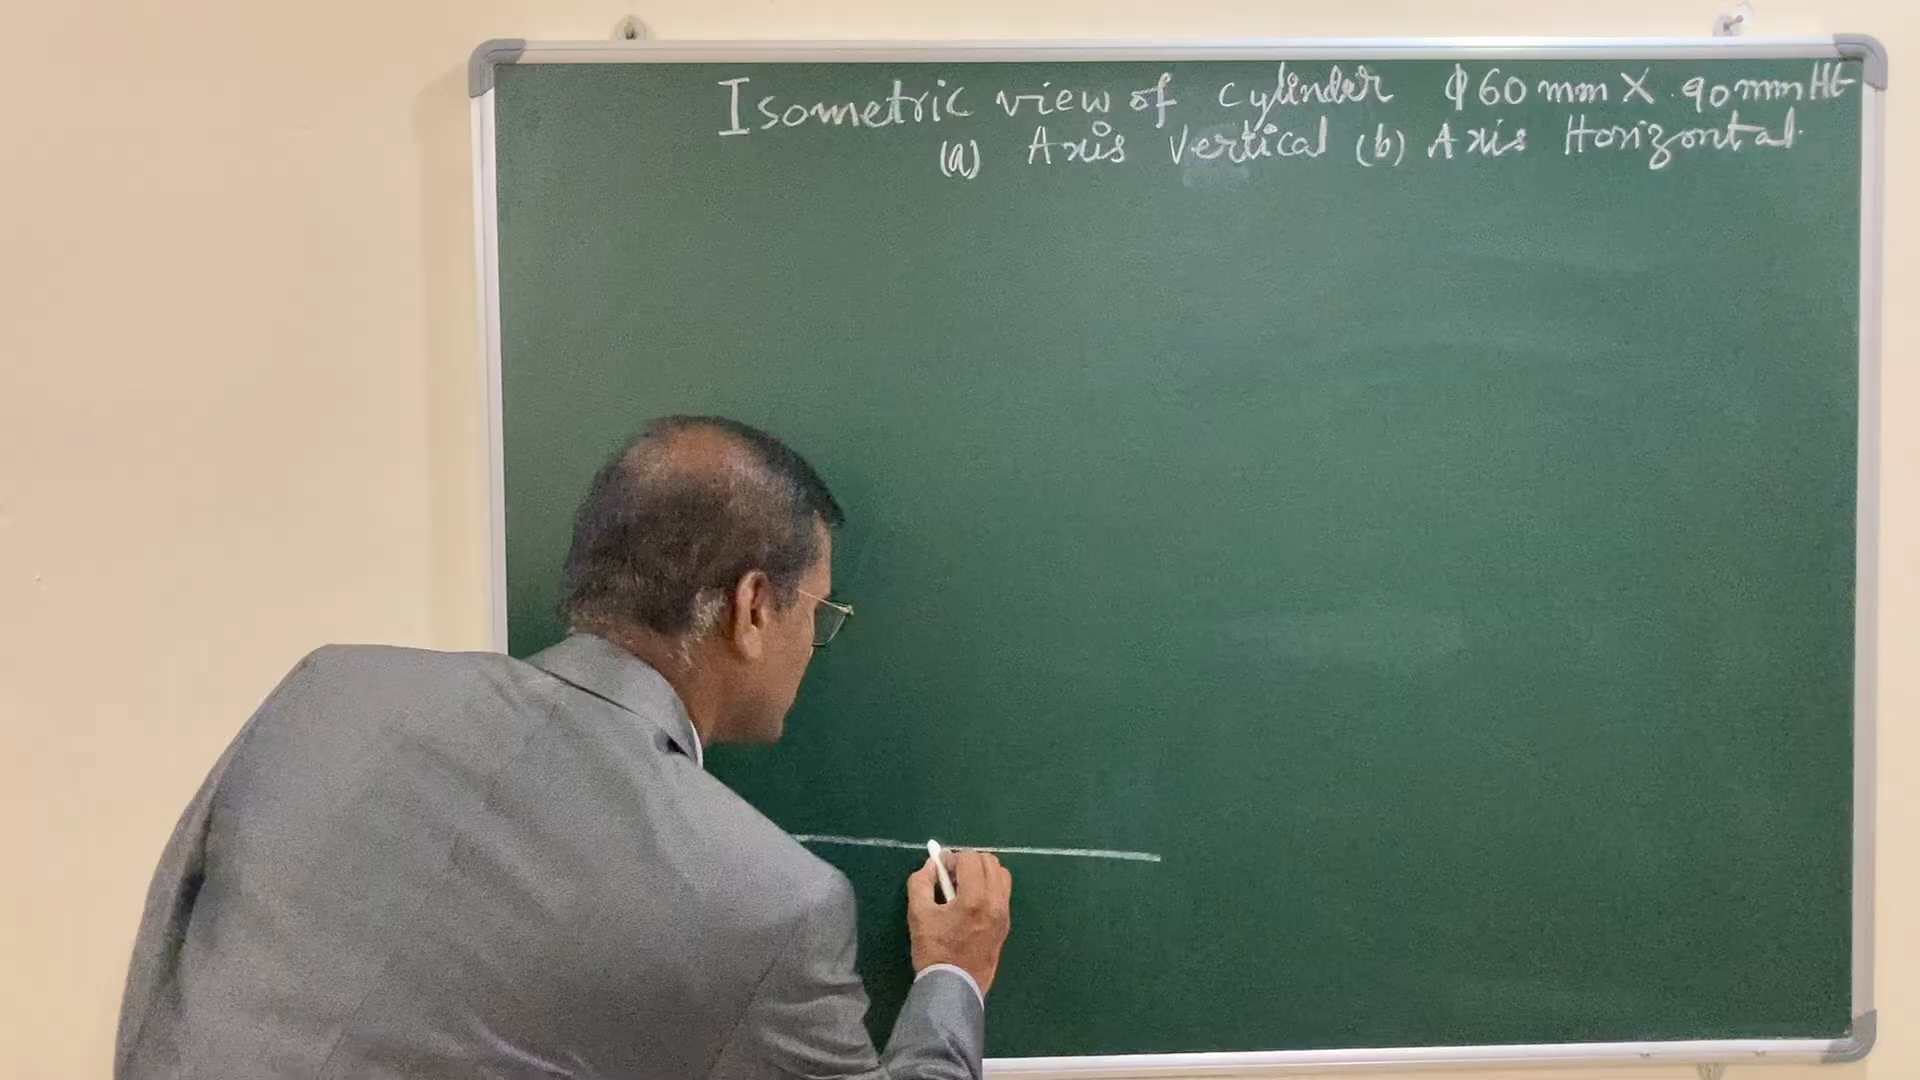 Isometric view of cylinder ϕ60 mm X 90 mm Ht
(a) Axis Vertical (b) Axis Horizontal.